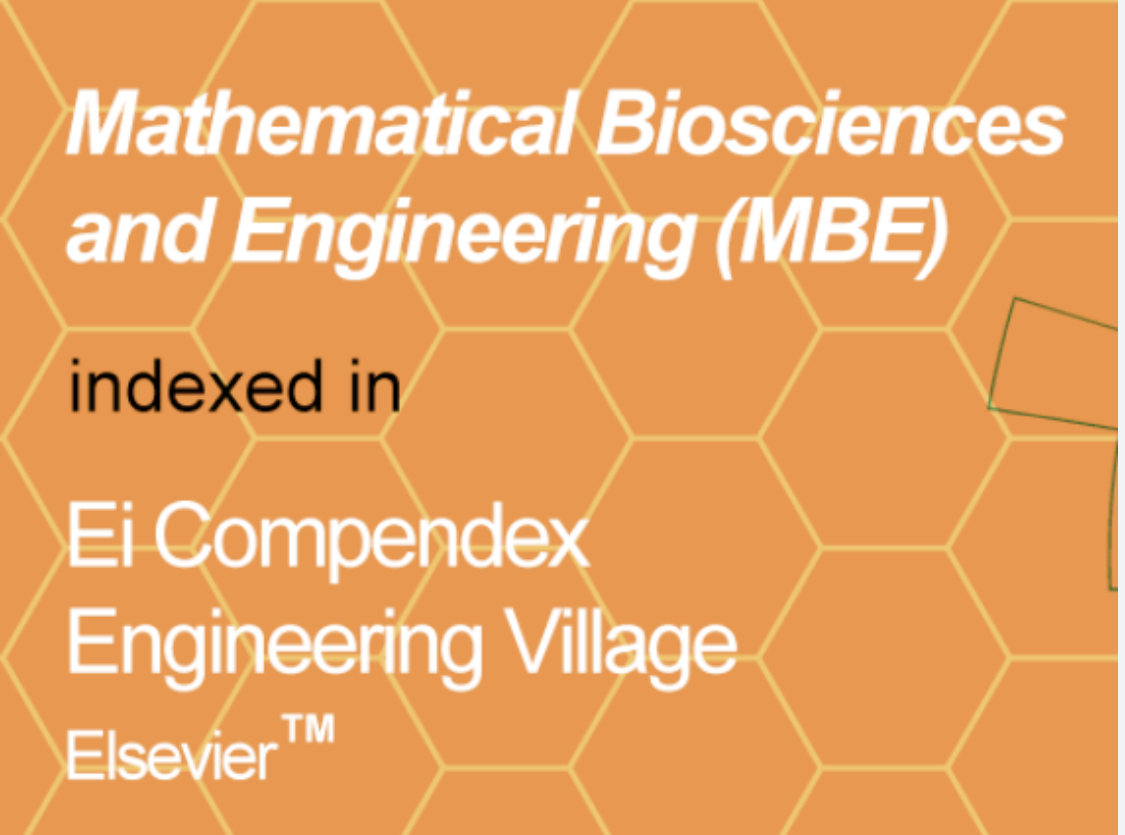 Mathematical Biosciences
and Engineering (MBE)
indexed in
Ei Compendex
Engineering Village
Elsevier™